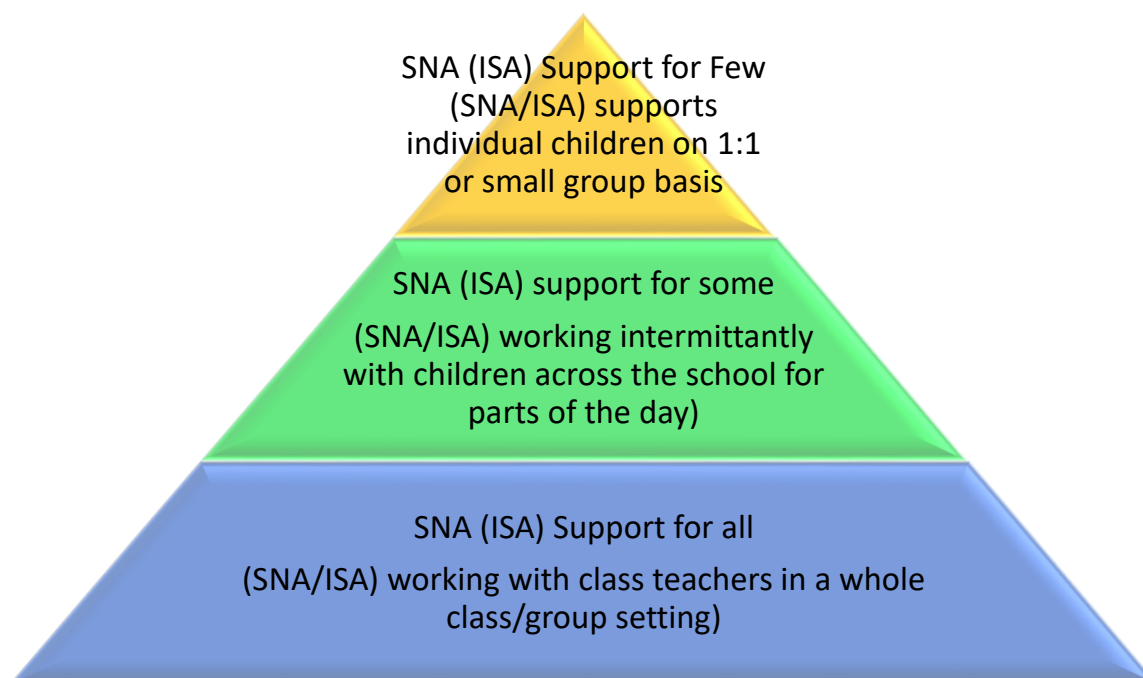 SNA (ISA) Support for Few
(SNA/ISA) supports
individual children on 1:1
or small group basis
SNA (ISA) support for some
(SNA/ISA) working intermittantly
with children across the school for
parts of the day)
SNA (ISA) Support for all
(SNA/ISA) working with class teachers in a whole
class/group setting)